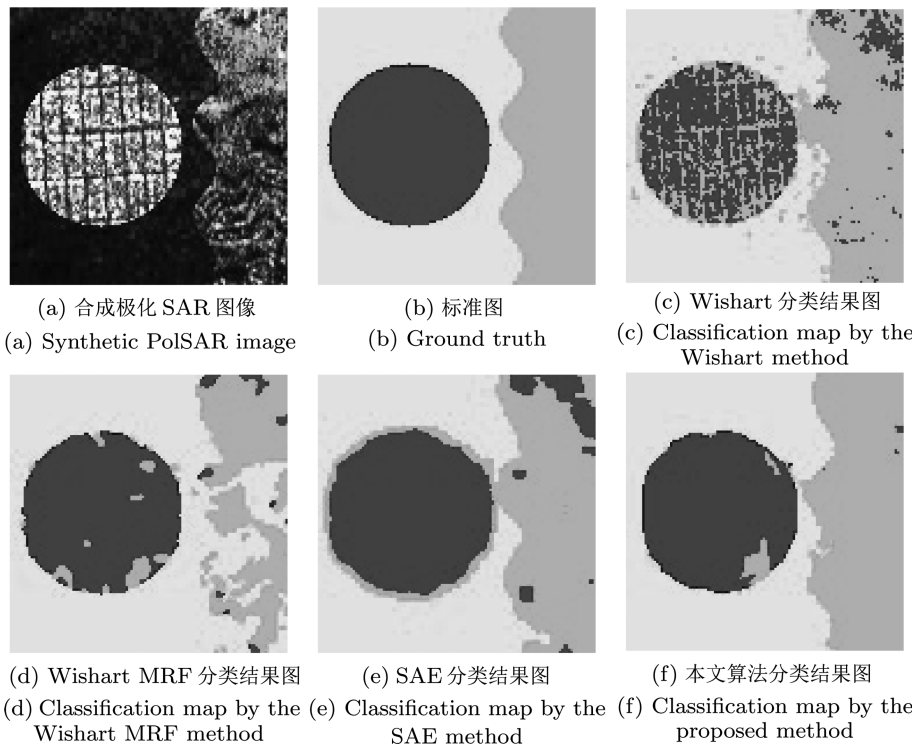 (a) 合成极化 SAR 图像
(a) Synthetic PolSAR image
(b) 标准图
(b) Ground truth
(c) Wishart 分类结果图
(c) Classification map by the
Wishart method
(d) Wishart MRF 分类结果图
(d) Classification map by the
Wishart MRF method
(e) SAE 分类结果图
(e) Classification map by the
SAE method
(f) 本文算法分类结果图
(f) Classification map by the
proposed method